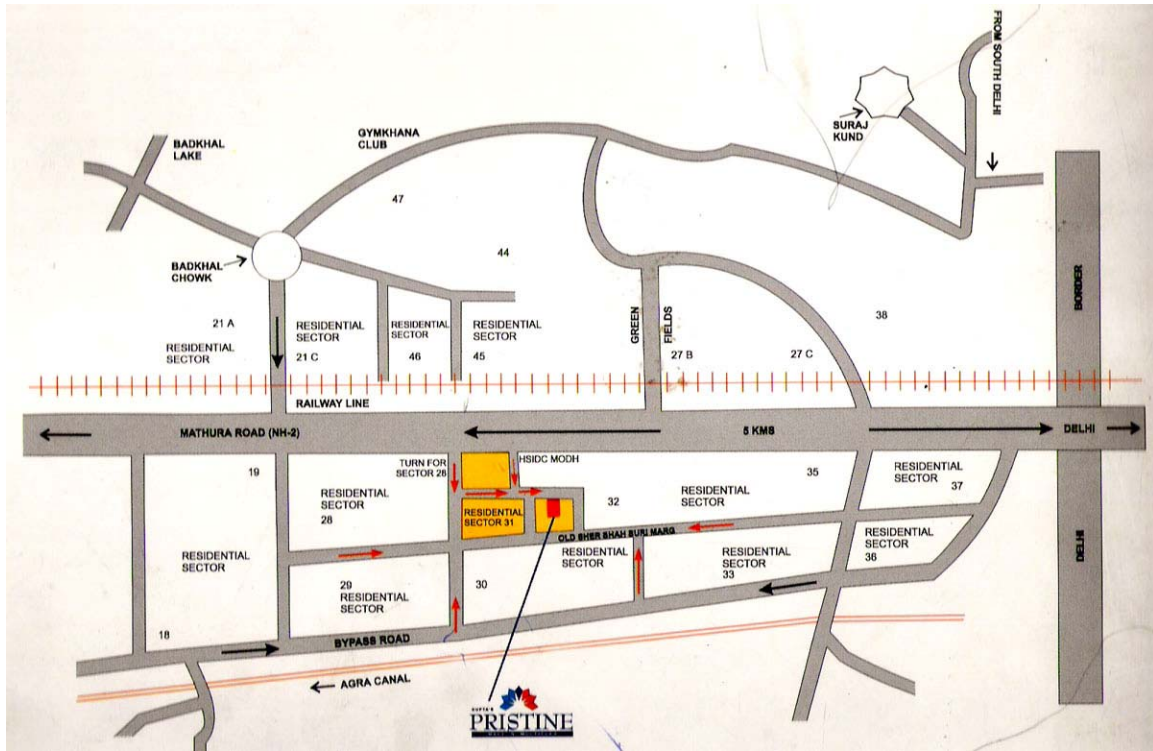 FROM SOUTH DELHI
SURAJ
KUND
BADKHAL
LAKE
GYMKHANA
CLUB
47
44
BADKHAL
CHOWK
21 A
RESIDENTIAL
SECTOR
RESIDENTIAL
SECTOR
21 C
RESIDENTIAL
SECTOR
46
RESIDENTIAL
SECTOR
45
GREEN
FIELDS
27 B
27 C
38
BORDER
RAILWAY LINE
MATHURA ROAD (NH-2)
5 KMS
DELHI
19
TURN FOR
SECTOR 28
HSIDC MODH
35
RESIDENTIAL
SECTOR
37
RESIDENTIAL
SECTOR
28
RESIDENTIAL
SECTOR 31
32
RESIDENTIAL
SECTOR
OLD SHER SHAH SURI MARG
RESIDENTIAL
SECTOR
RESIDENTIAL
SECTOR
RESIDENTIAL
SECTOR
33
RESIDENTIAL
SECTOR
36
DELHI
29
RESIDENTIAL
SECTOR
30
18
BYPASS ROAD
AGRA CANAL
GUPTA'S
PRISTINE